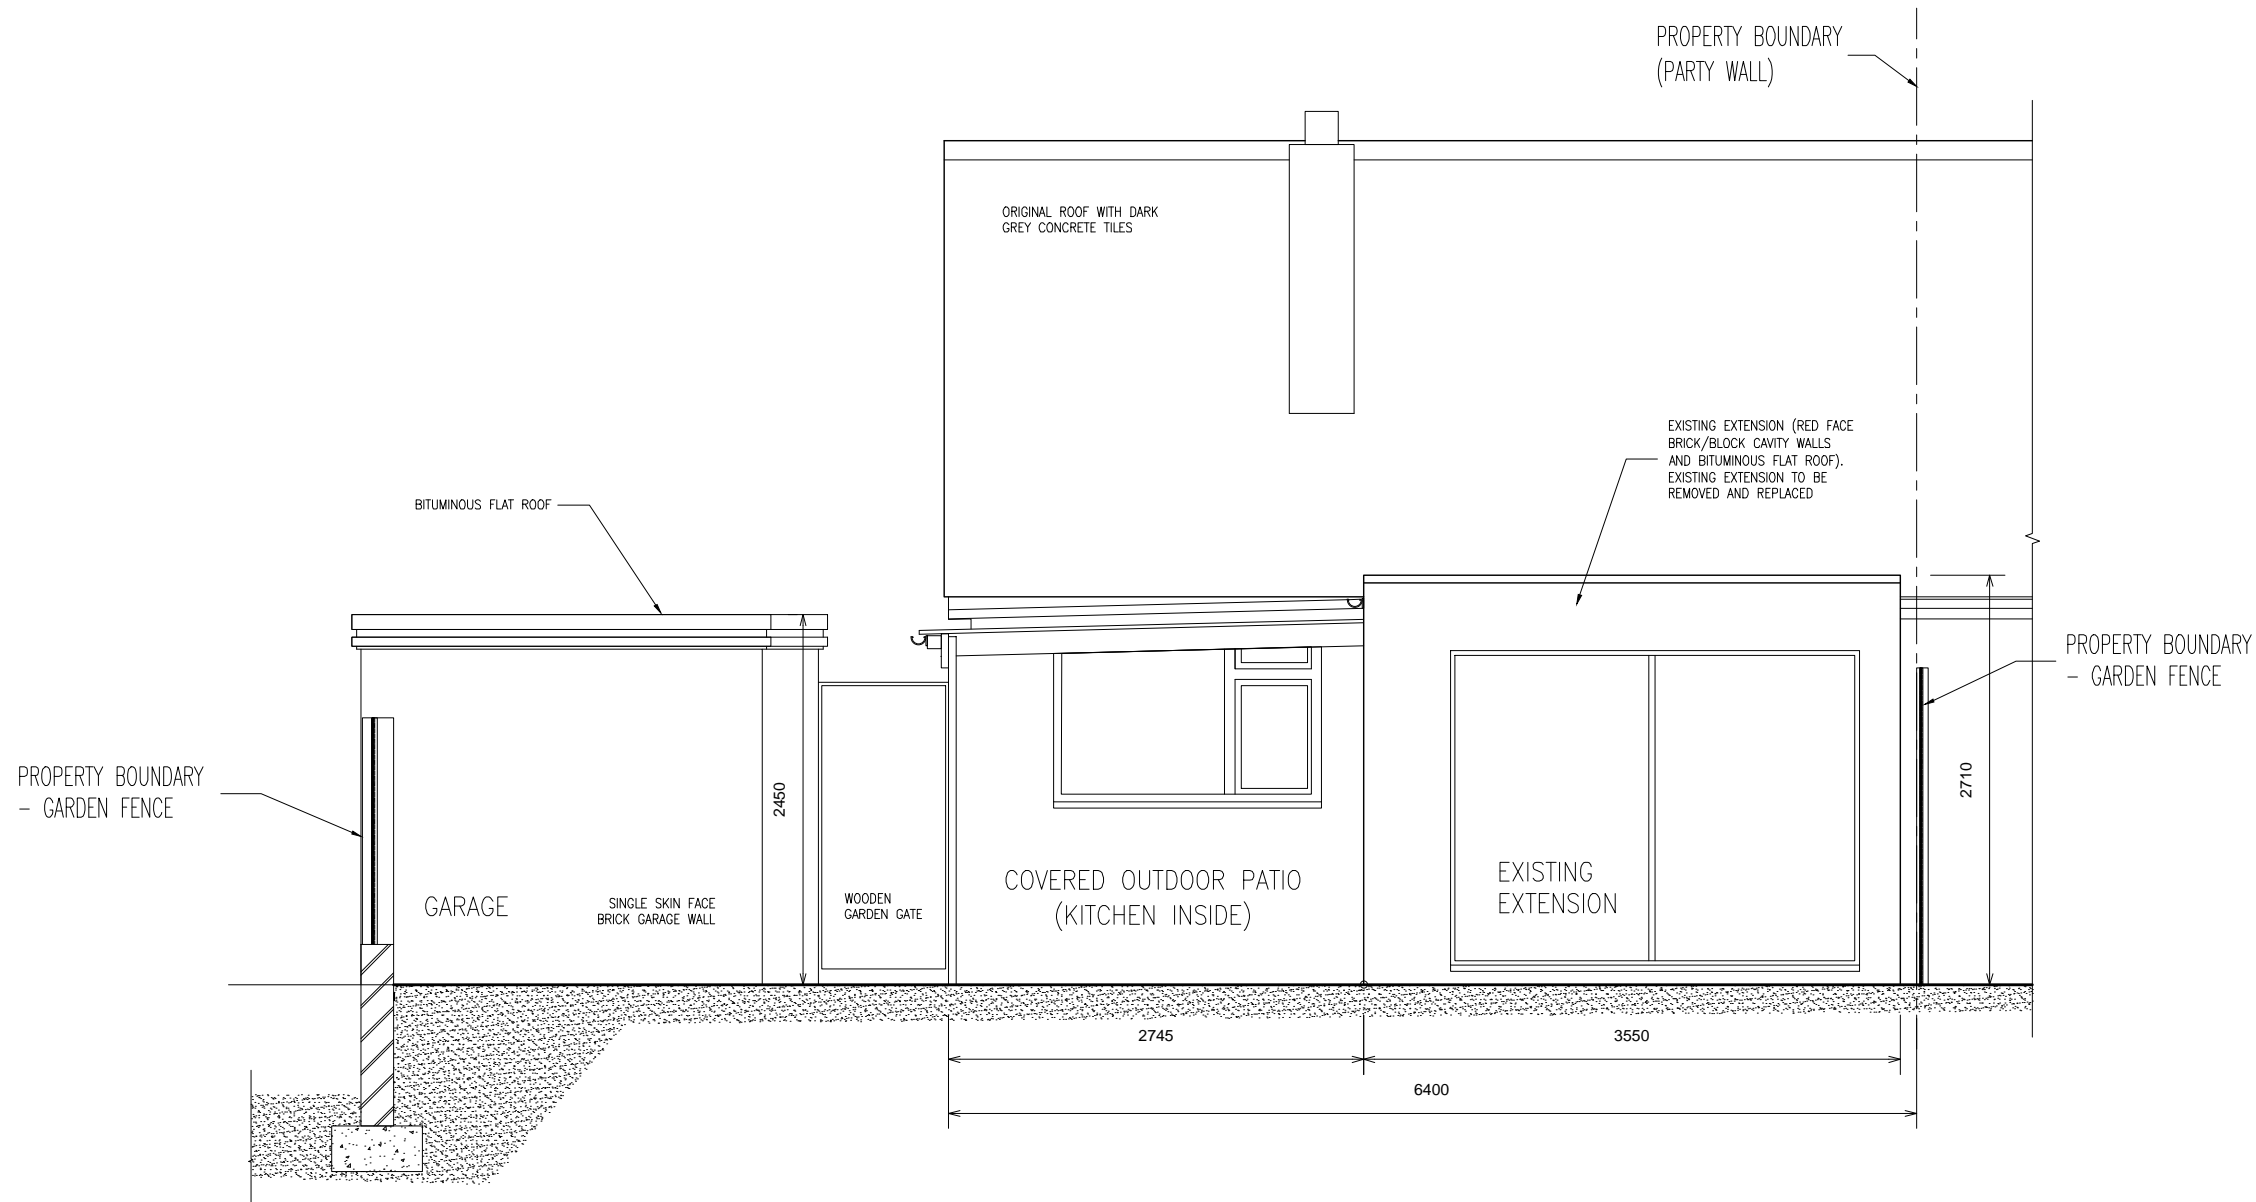 PROPERTY BOUNDARY
(PARTY WALL)
ORIGINAL ROOF WITH DARK
GREY CONCRETE TILES
EXISTING EXTENSION (RED FACE
BRICK/BLOCK CAVITY WALLS
AND BITUMINOUS FLAT ROOF).
EXISTING EXTENSION TO BE
REMOVED AND REPLACED
BITUMINOUS FLAT ROOF
PROPERTY BOUNDARY
- GARDEN FENCE
PROPERTY BOUNDARY
- GARDEN FENCE
2450
2710
GARAGE
SINGLE SKIN FACE
BRICK GARAGE WALL
WOODEN
GARDEN GATE
COVERED OUTDOOR PATIO
(KITCHEN INSIDE)
EXISTING
EXTENSION
2745
3550
6400